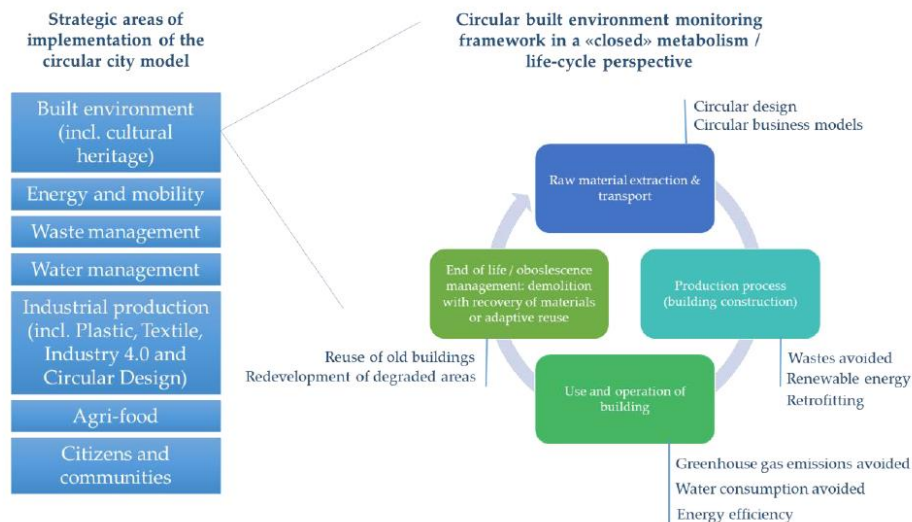 Strategic areas of
implementation of the
circular city model
Built environment
(incl. cultural
heritage)
Energy and mobility
Waste management
Water management
Industrial production
(incl. Plastic, Textile,
Industry 4.0 and
Circular Design)
Agri-food
Citizens and
communities
Circular built environment monitoring
framework in a «closed» metabolism /
life-cycle perspective
Circular design
Circular business models
Raw material extraction &
transport
Production process
(building construction)
Wastes avoided
Renewable energy
Retrofitting
Use and operation of
building
Greenhouse gas emissions avoided
Water consumption avoided
Energy efficiency
End of life / oboslescence
management: demolition
with recovery of materials
or adaptive reuse
Reuse of old buildings
Redevelopment of degraded areas